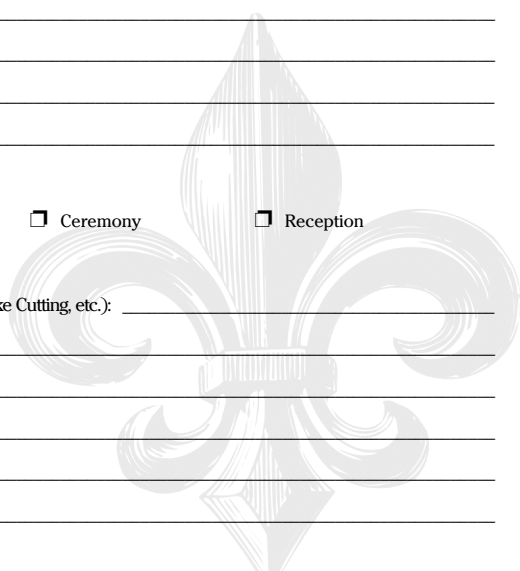 ❐ Ceremony ❐ Reception
ke Cutting, etc.):